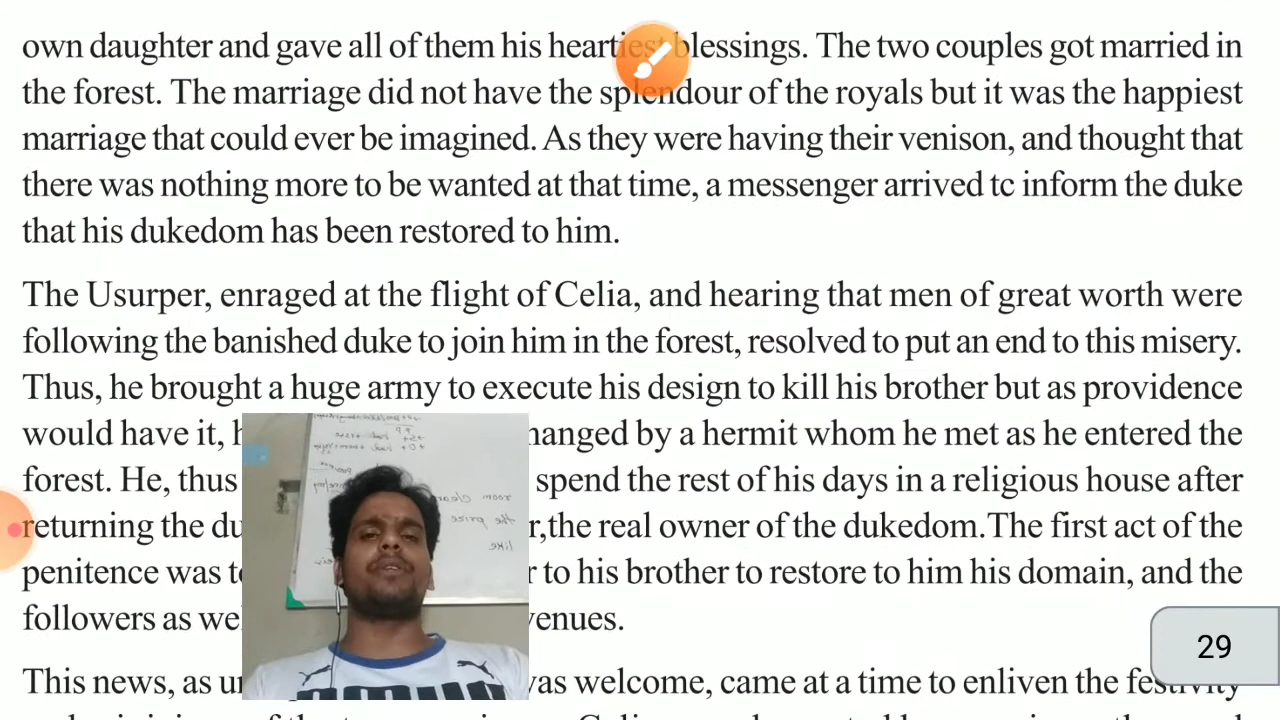 own daughter and gave all of them his heartiest blessings. The two couples got married in
the forest. The marriage did not have the splendour of the royals but it was the happiest
marriage that could ever be imagined. As they were having their venison, and thought that
there was nothing more to be wanted at that time, a messenger arrived tc inform the duke
that his dukedom has been restored to him.
The Usurper, enraged at the flight of Celia, and hearing that men of great worth were
following the banished duke to join him in the forest, resolved to put an end to this misery.
Thus, he brought a huge army to execute his design to kill his brother but as providence
would have it, hanged by a hermit whom he met as he entered the
forest. He, thus spend the rest of his days in a religious house after
returning the the real owner of the dukedom. The first act of the
penitence was to his brother to restore to him his domain, and the
followers as
This news, as was welcome, came at a time to enliven the festivity
room clear
the prize
like
29